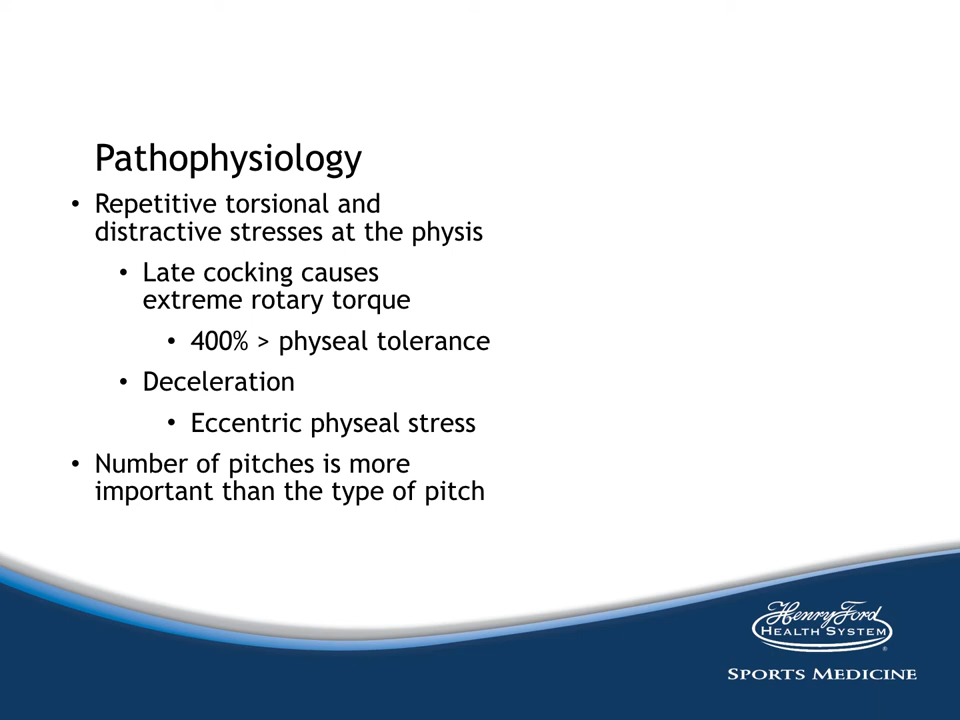 Pathophysiology
• Repetitive torsional and
distractive stresses at the physis
• Late cocking causes
extreme rotary torque
• 400% > physeal tolerance
• Deceleration
• Eccentric physeal stress
• Number of pitches is more
important than the type of pitch
Henry Ford
HEALTH SYSTEM
®
SPORTS MEDICINE